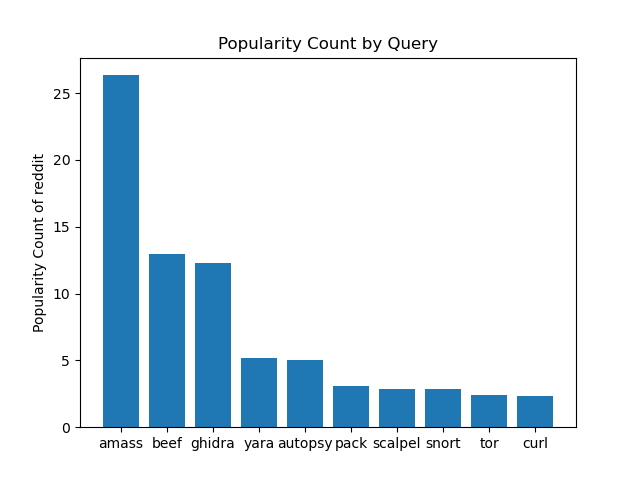 Popularity Count by Query
Popularity Count of reddit
25
20
15
10
5
0
amass beef ghidra yara autopsy pack scalpel snort tor curl